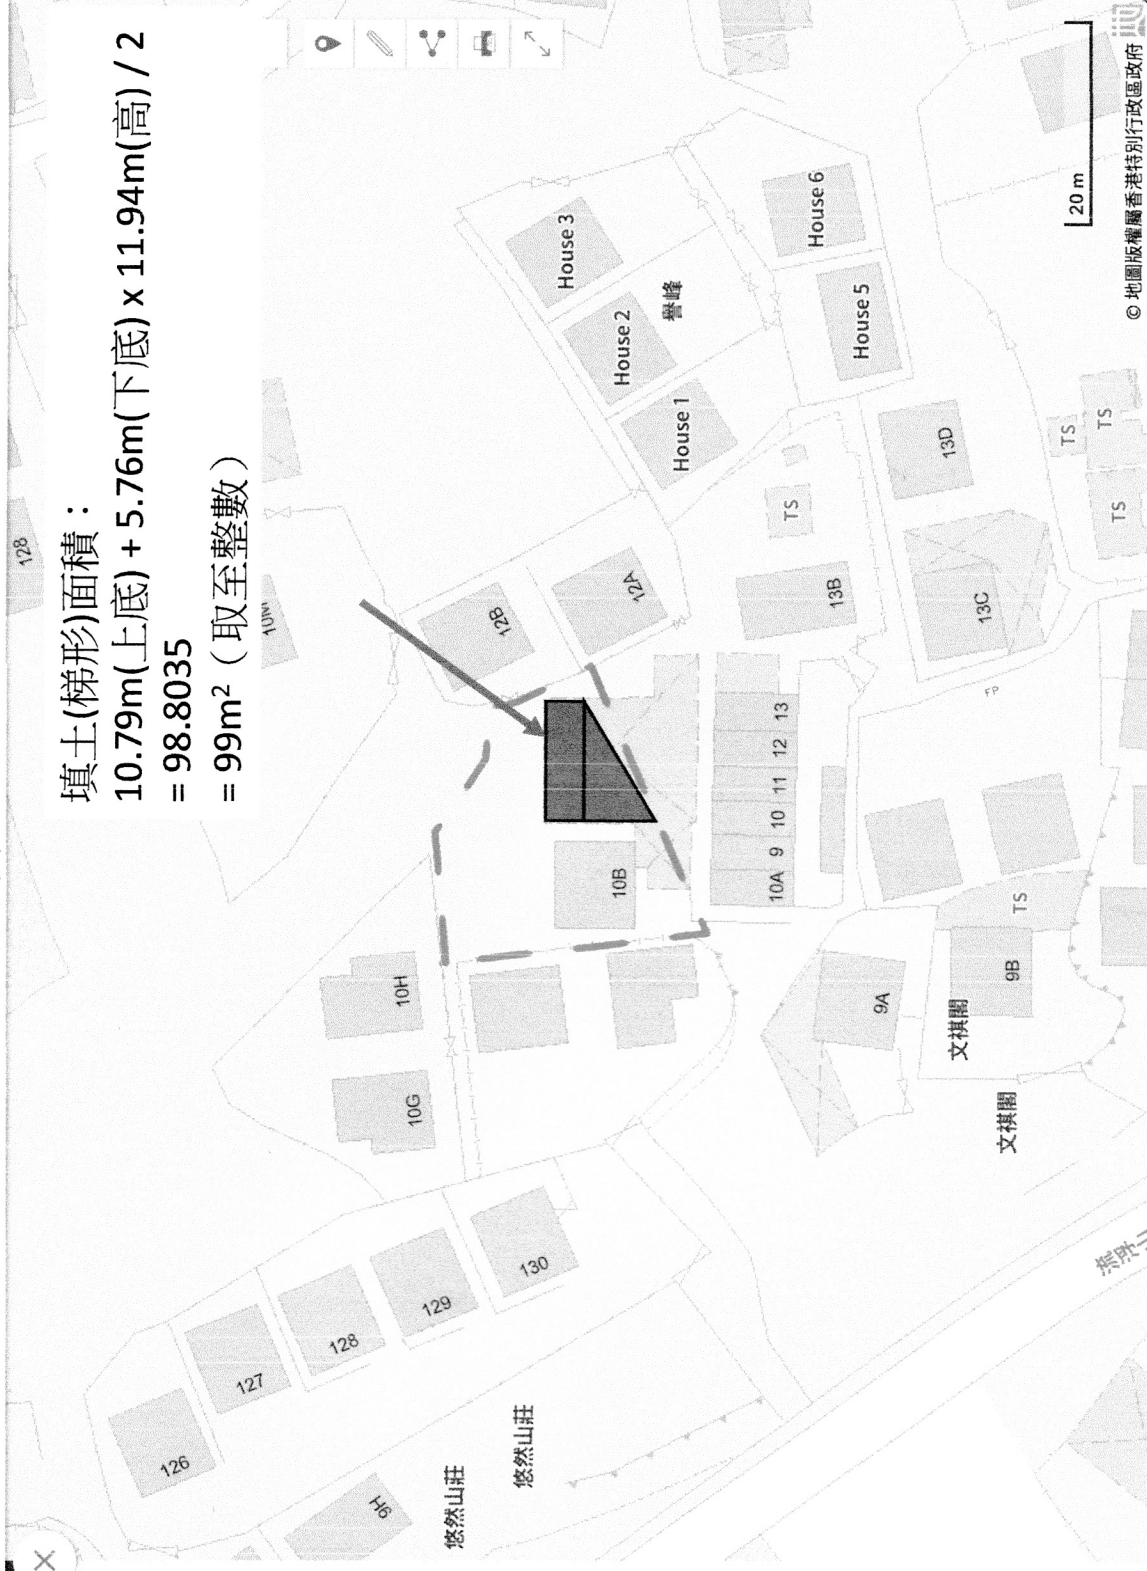 填土(梯形)面積：
10.79m(上底) + 5.76m(下底) x 11.94m(高) / 2
= 98.8035
= 99m² （取至整數）
128
12B
12A
House 3
House 2
House 1
譽峰
House 6
House 5
TS
13B
13D
13C
TS
TS
TS
FP
10B
10A 9 10 11 12 13
10H
10G
9A
TS
9B
文祺閣
文祺閣
130
129
128
127
126
9H
悠然山莊
悠然山莊
20 m
© 地圖版權屬香港特別行政區政府